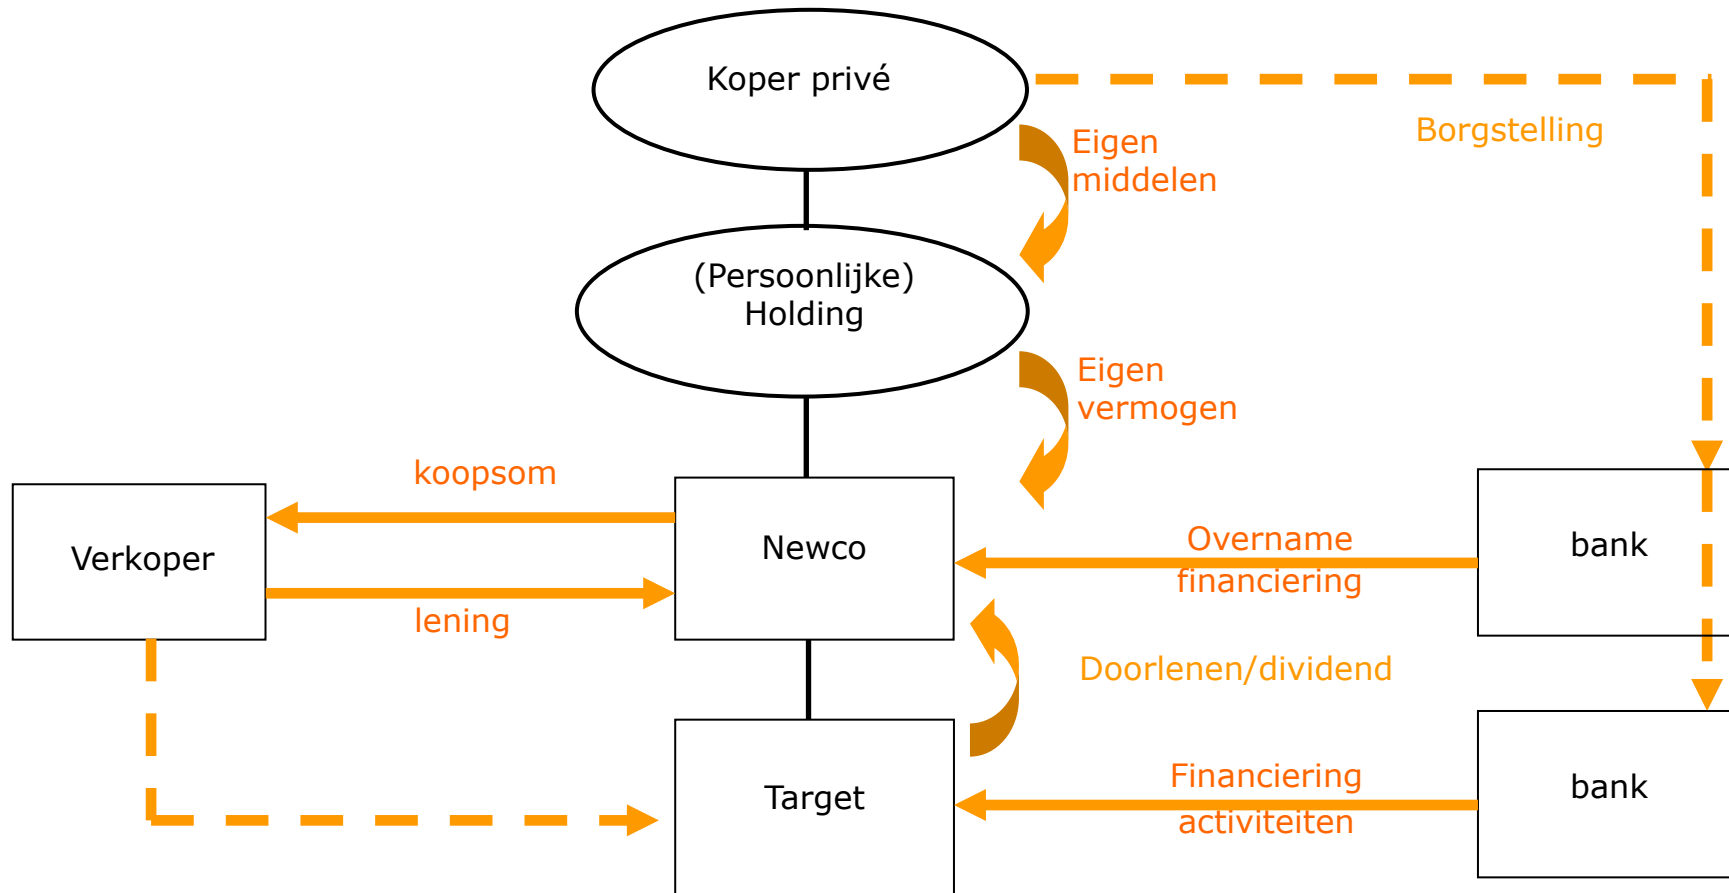 Koper privé
Borgstelling
Eigen
middelen
(Persoonlijke)
Holding
Eigen
vermogen
koopsom
Verkoper
lening
Newco
Overname
financiering
bank
Doorlenen/dividend
Target
Financiering
activiteiten
bank